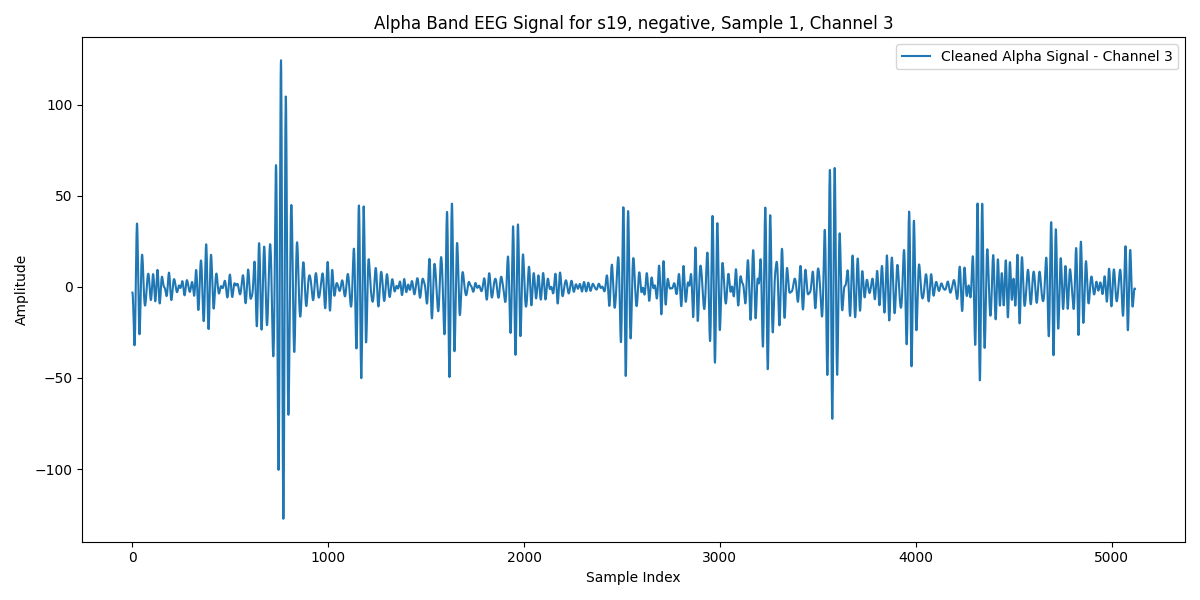 Alpha Band EEG Signal for s19, negative, Sample 1, Channel 3
Cleaned Alpha Signal - Channel 3
Amplitude
100
50
0
−50
−100
0 1000 2000 3000 4000 5000
Sample Index